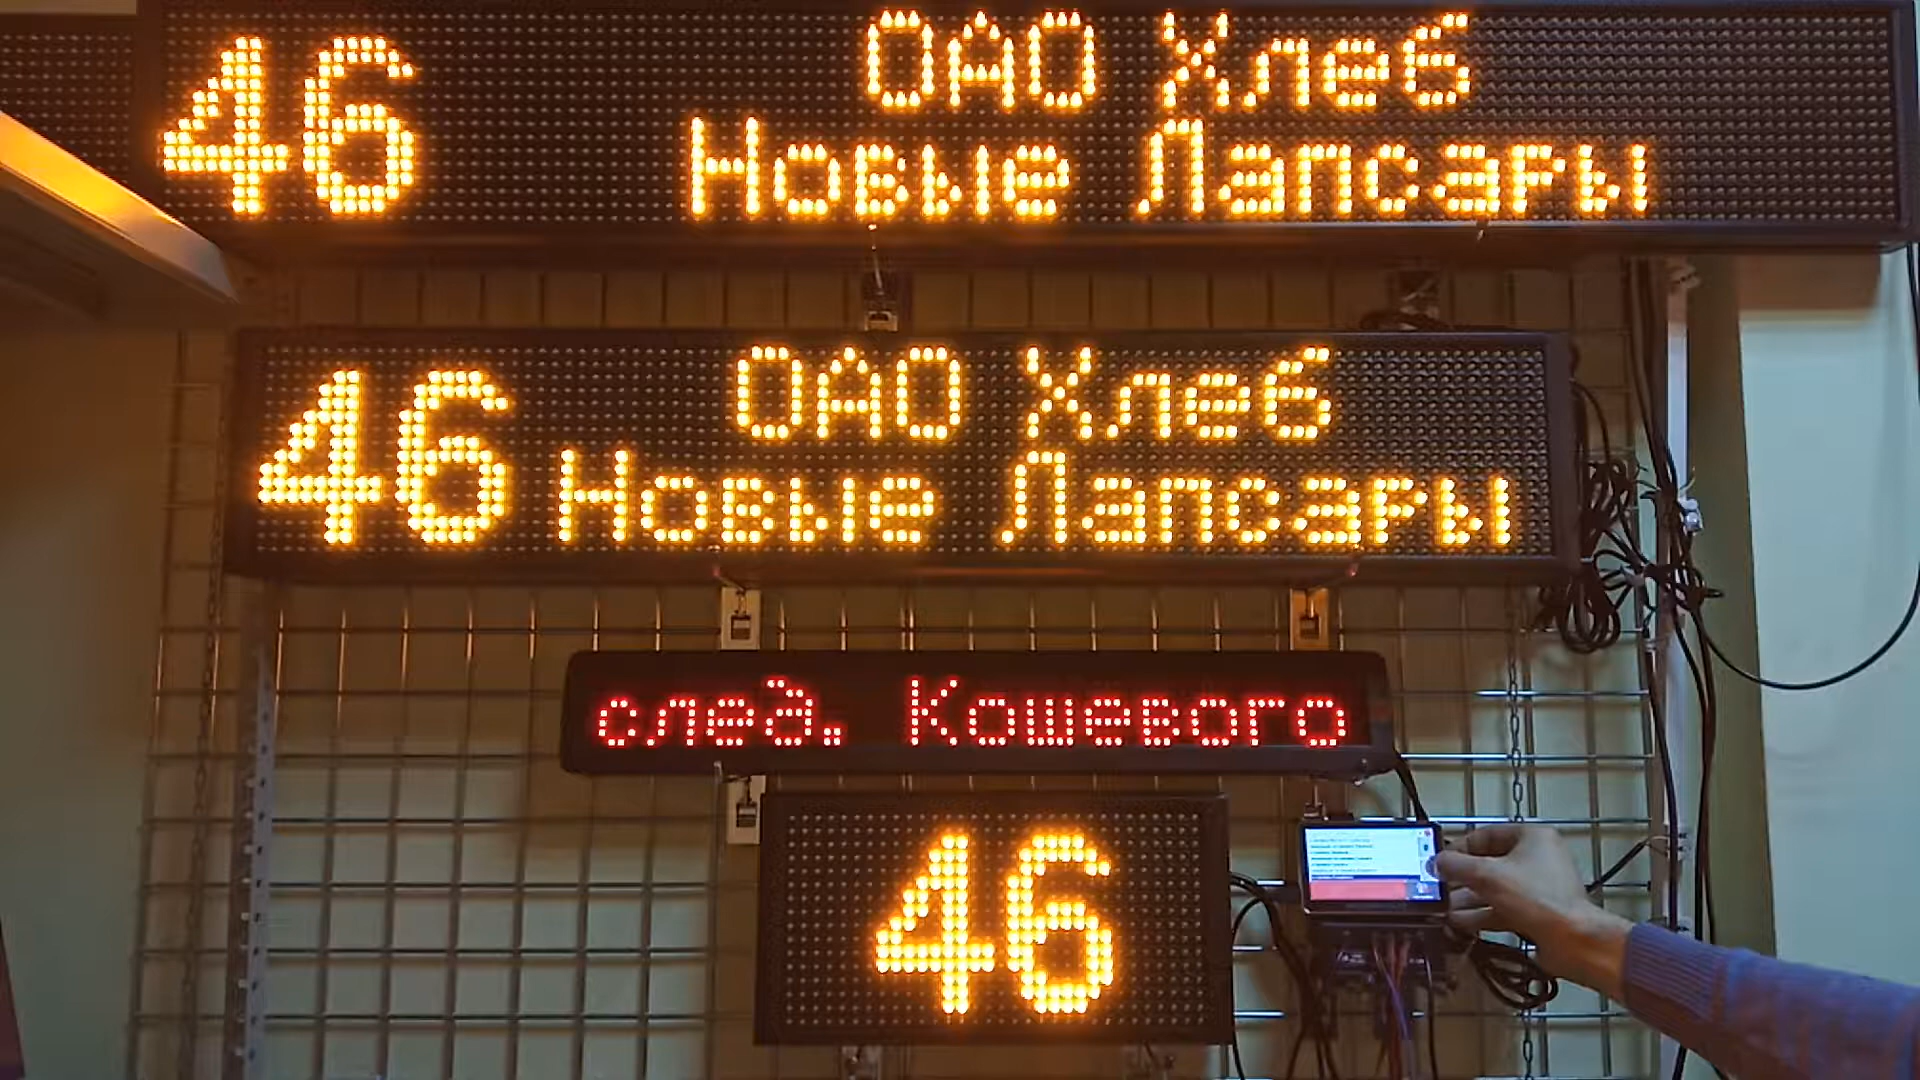 46
ОАО Хлеб
Новые Лапсары
46
ОАО Хлеб
Новые Лапсары
след. Кошевого
46